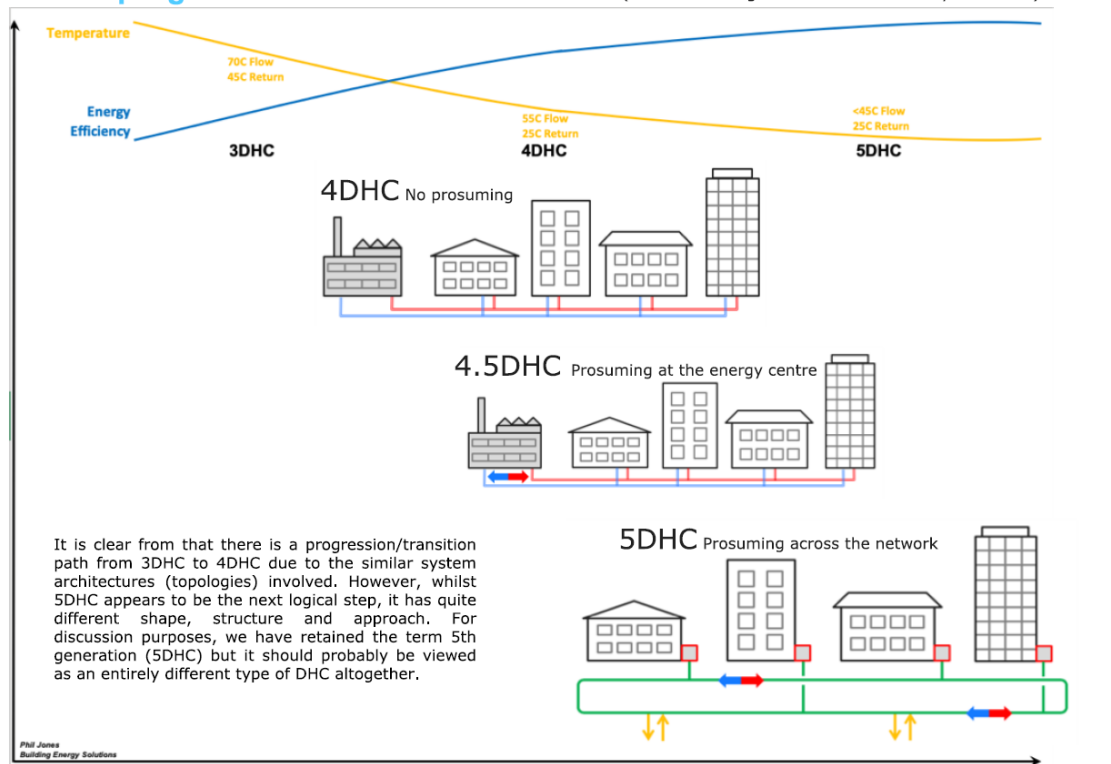 Temperature
70C Flow
45C Return
Energy
Efficiency
55C Flow
25C Return
<45C Flow
25C Return
3DHC
4DHC
5DHC
4DHC No prosuming
4.5DHC Prosuming at the energy centre
5DHC Prosuming across the network
It is clear from that there is a progression/transition
path from 3DHC to 4DHC due to the similar system
architectures (topologies) involved. However, whilst
5DHC appears to be the next logical step, it has quite
different shape, structure and approach. For
discussion purposes, we have retained the term 5th
generation (5DHC) but it should probably be viewed
as an entirely different type of DHC altogether.
Phil Jones
Building Energy Solutions